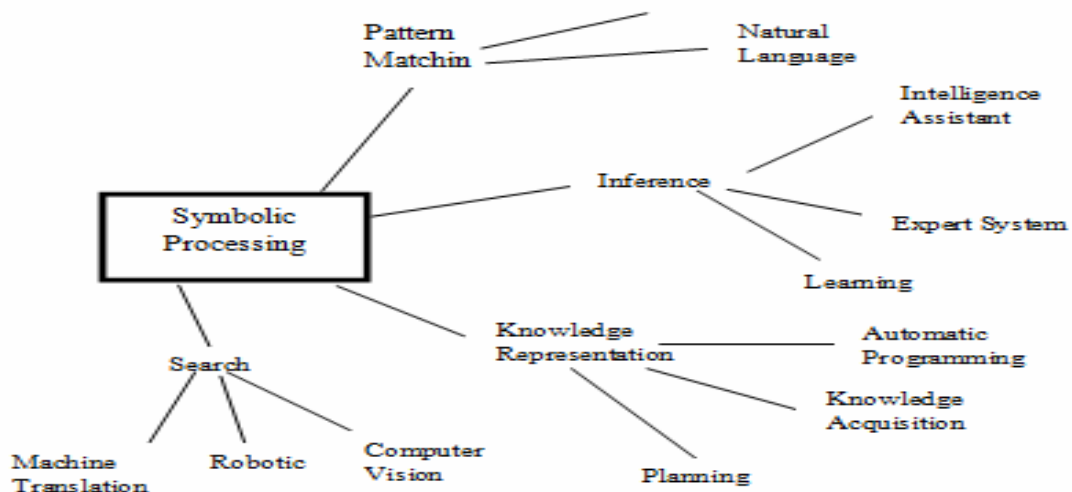 Pattern
Matchin
Natural
Language
Intelligence
Assistant
Inference
Symbolic
Processing
Expert System
Learning
Knowledge
Representation
Automatic
Programming
Search
Knowledge
Acquisition
Machine
Translation
Robotic
Computer
Vision
Planning